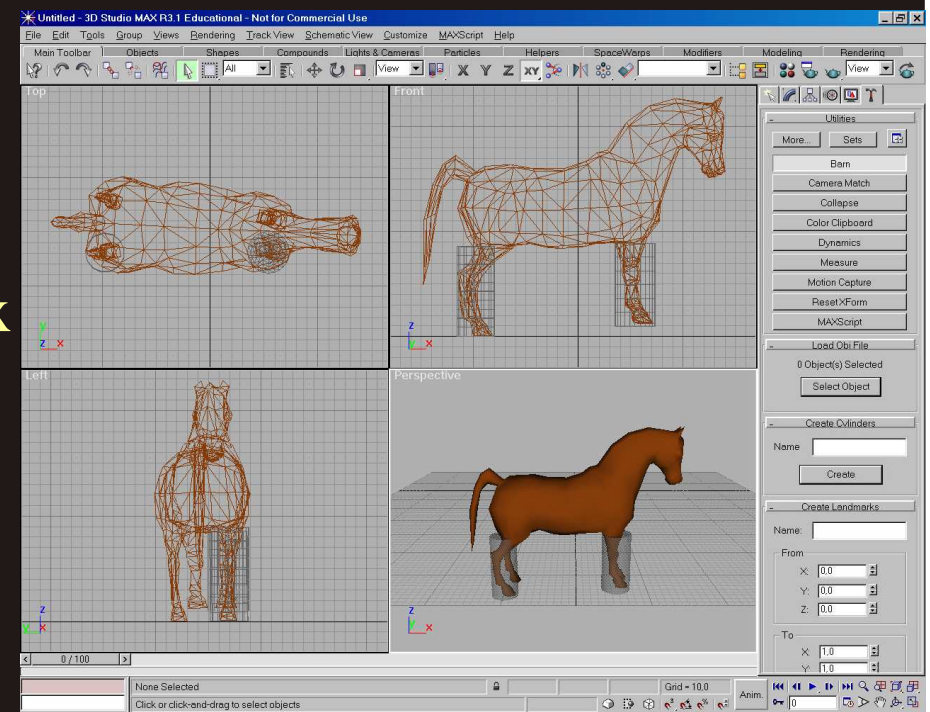 Untitled - 3D Studio MAX R3.1 Educational - Not for Commercial Use
File Edit Tools Group Views Rendering Track View Schematic View Customize MAXScript Help
Main Toolbar Objects Shapes Compounds Lights & Cameras Particles Helpers SpaceWarps Modifiers Modeling Rendering
All View X Y Z XY View
Top
Front
Utilities
More... Sets
Barn
Camera Match
Collapse
Color Clipboard
Dynamics
Measure
Motion Capture
Reset XForm
MAXScript
x
y
z x
z
y x
Load Obj File
0 Object(s) Selected
Select Object
Left
Perspective
Create Cylinders
Name
Create
Create Landmarks
Name:
From
X: 0,0
Y: 0,0
Z: 0,0
z
y x
z
y x
To
X: 1,0
Y: 1,0
0 / 100
None Selected
Grid = 10,0
Anim.
Click or click-and-drag to select objects
0